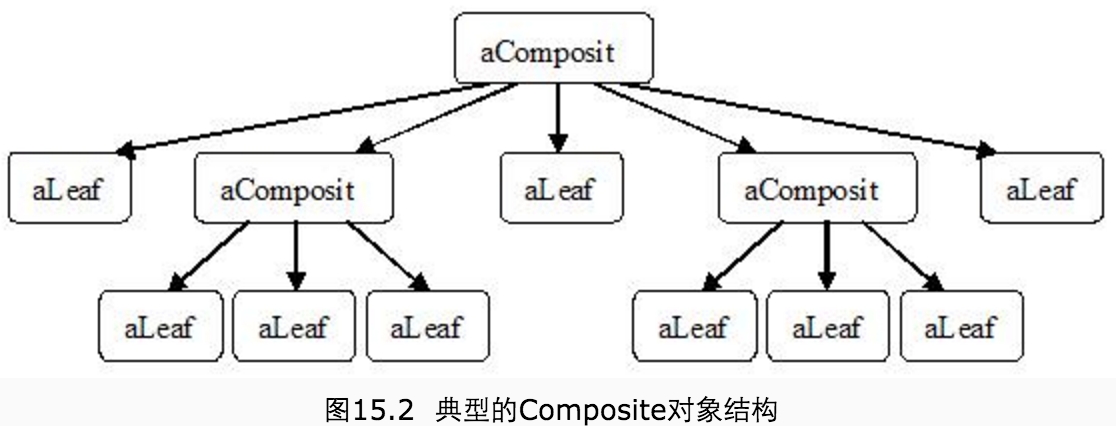 aComposit
aLeaf aComposit aLeaf aComposit aLeaf
aLeaf aLeaf aLeaf aLeaf aLeaf aLeaf
图15.2 典型的Composite对象结构